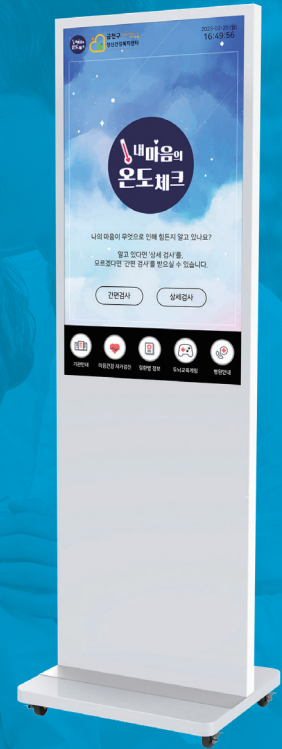 금천구
정신건강복지센터
16:49:56
내마음의
온도체크
나의 마음이 무엇으로 인해 힘든지 알고 있나요?
알고 있다면 '상세 검사'를,
모르겠다면 '간편 검사'를 받으실 수 있습니다.
간편검사
상세검사
기관안내
마음건강 자가검진
질환별 정보
두뇌교육게임
병원안내